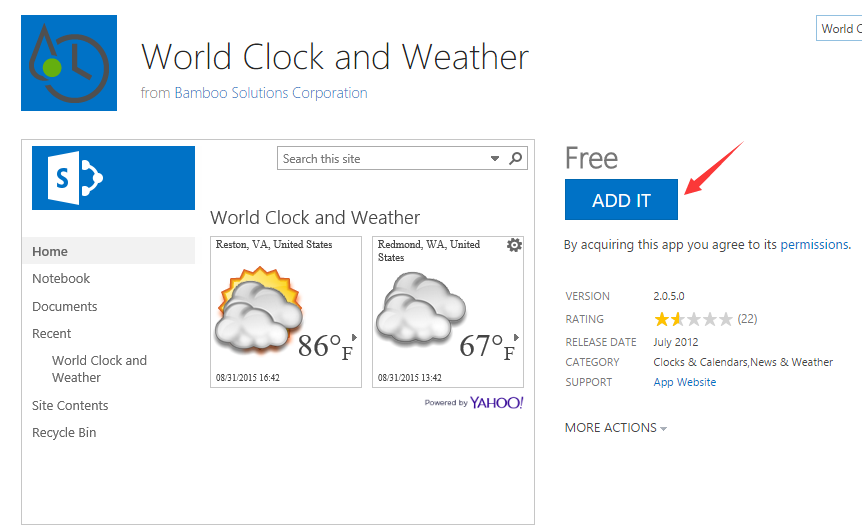 World Clock and Weather
from Bamboo Solutions Corporation
World C
S
Search this site
World Clock and Weather
Home
Notebook
Documents
Recent
World Clock and
Weather
Site Contents
Recycle Bin
Reston, VA, United States
86°F
08/31/2015 16:42
Redmond, WA, United
States
67°F
08/31/2015 13:42
Powered by YAHOO!
Free
ADD IT
By acquiring this app you agree to its permissions.
VERSION 2.0.5.0
RATING (22)
RELEASE DATE July 2012
CATEGORY Clocks & Calendars,News & Weather
SUPPORT App Website
MORE ACTIONS